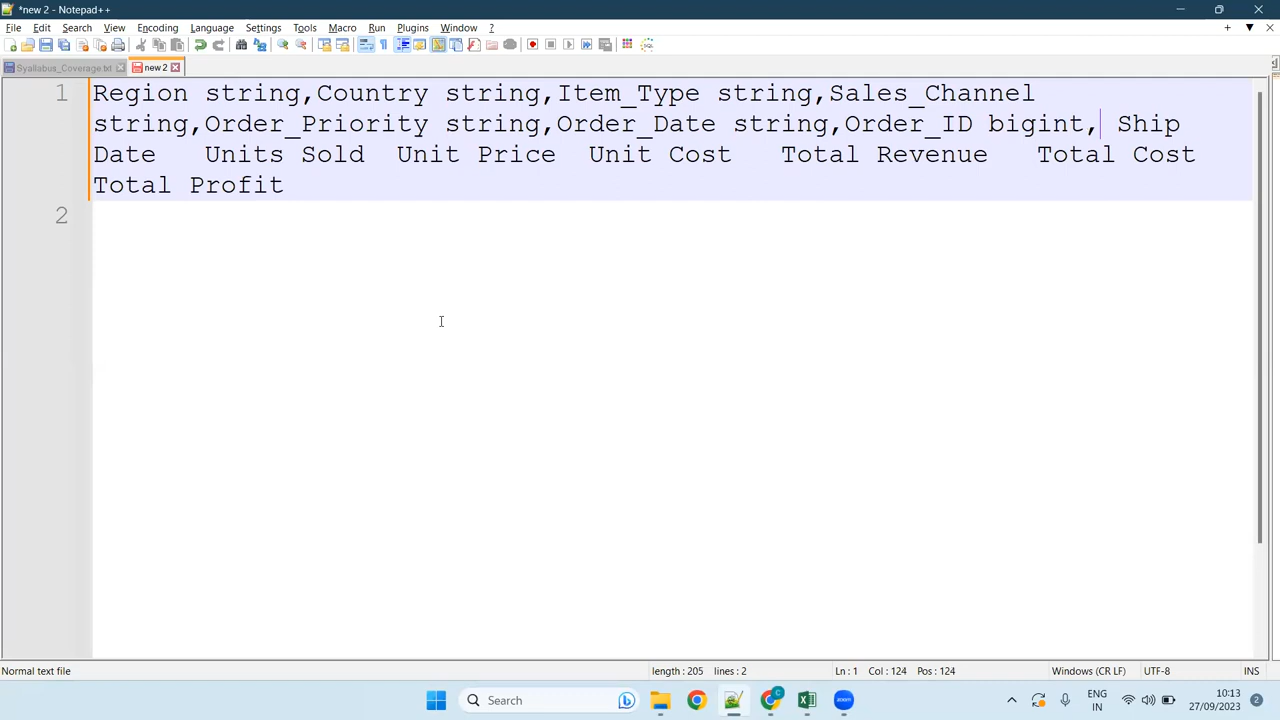 *new 2 - Notepad++
File Edit Search View Encoding Language Settings Tools Macro Run Plugins Window ?
Syallabus_Coverage.txt new 2
1 Region string,Country string,Item_Type string,Sales_Channel
string,Order_Priority string,Order_Date string,Order_ID bigint, Ship
Date Units Sold Unit Price Unit Cost Total Revenue Total Cost
Total Profit
2
Normal text file length : 205 lines : 2 Ln : 1 Col : 124 Pos : 124 Windows (CR LF) UTF-8 INS
Search ENG 10:13
IN 27/09/2023 2